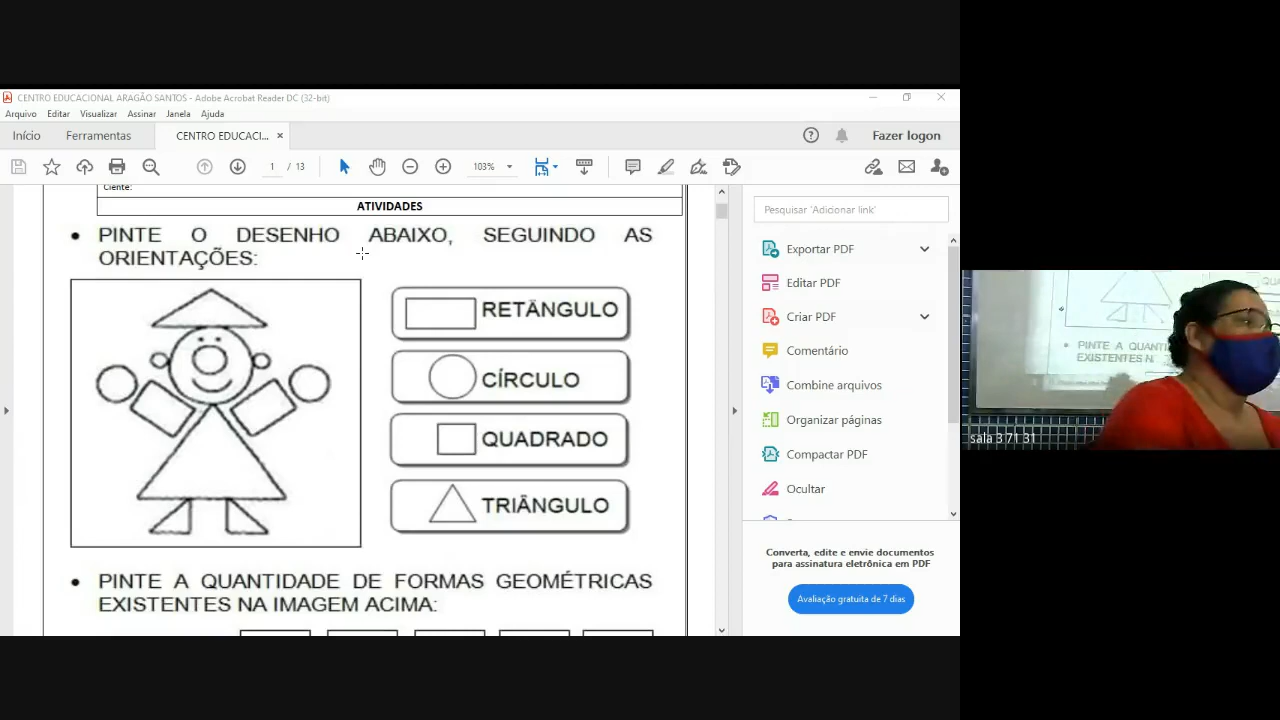 CENTRO EDUCACIONAL ARAGÃO SANTOS - Adobe Acrobat Reader DC (32-bit)
Arquivo Editar Visualizar Assinar Janela Ajuda
Início Ferramentas CENTRO EDUCACI... × Fazer logon
1 / 13 103%
Ciente:
ATIVIDADES
• PINTE O DESENHO ABAIXO, SEGUINDO AS
ORIENTAÇÕES:
RETÂNGULO
CÍRCULO
QUADRADO
TRIÂNGULO
• PINTE A QUANTIDADE DE FORMAS GEOMÉTRICAS
EXISTENTES NA IMAGEM ACIMA:
Pesquisar 'Adicionar link'
Exportar PDF
Editar PDF
Criar PDF
Comentário
Combine arquivos
Organizar páginas
Compactar PDF
Ocultar
Converta, edite e envie documentos
para assinatura eletrônica em PDF
Avaliação gratuita de 7 dias
• PINTE A QUANTI
EXISTENTES N
sala 3 71 31